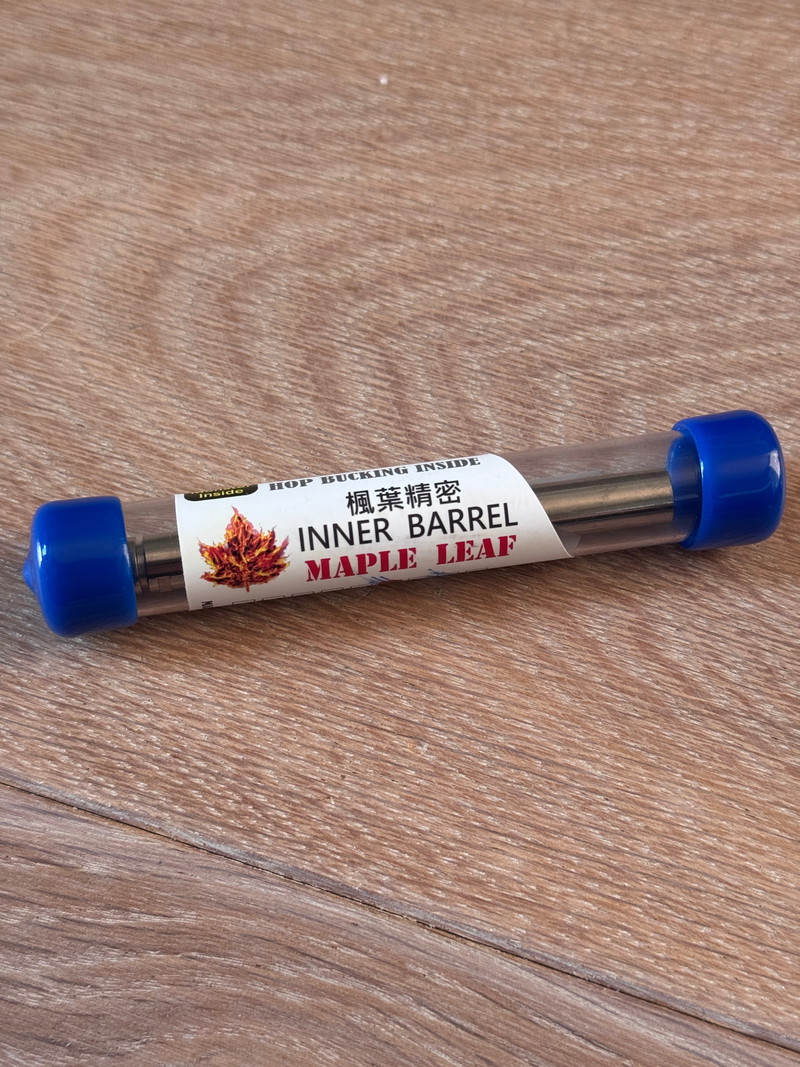 Inside
HOP BUCKING INSIDE
楓葉精密
INNER BARREL
MAPLE LEAF